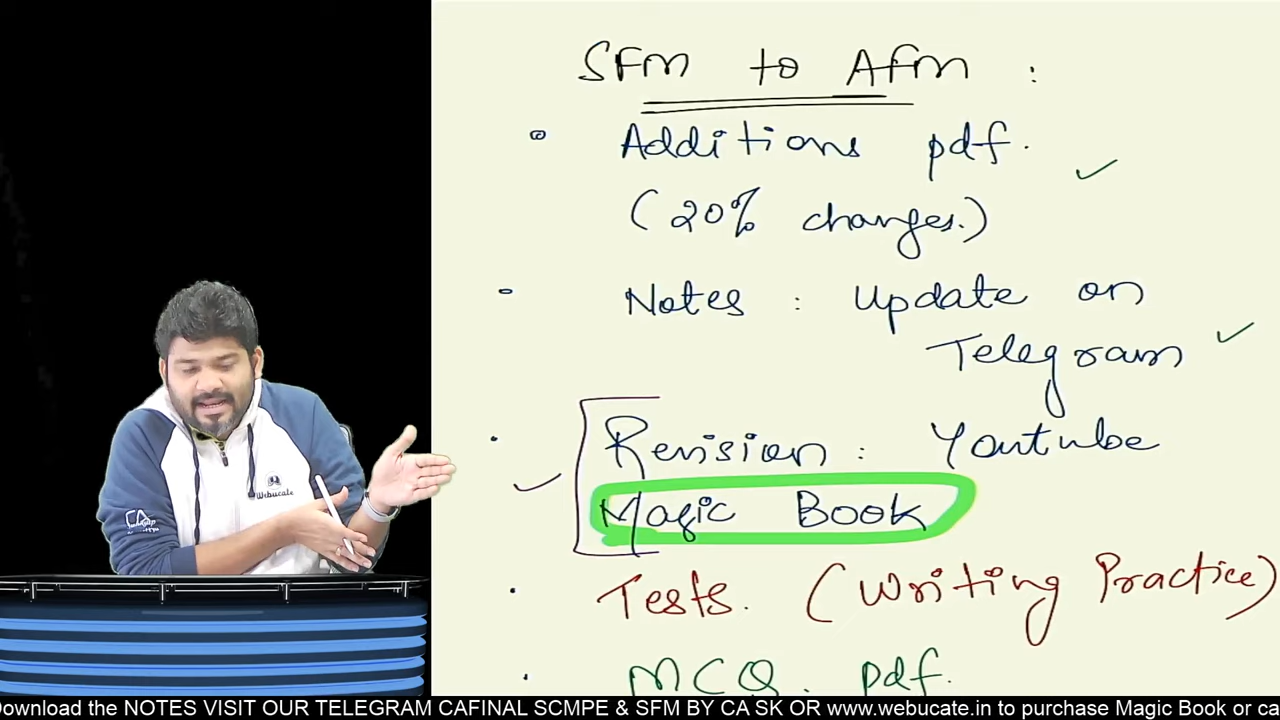 SFM to AFM :
Additions pdf.
(20% changes.)
Notes : Update on
Telegram
Revision : Youtube
Magic Book
Tests. (Writing Practice)
MCQ. pdf.
Webucate
Download the NOTES VISIT OUR TELEGRAM CAFINAL SCMPE & SFM BY CA SK OR www.webucate.in to purchase Magic Book or ca